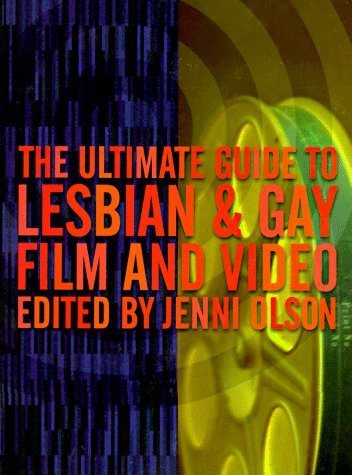 THE ULTIMATE GUIDE TO
LESBIAN & GAY
FILM AND VIDEO
EDITED BY JENNI OLSON